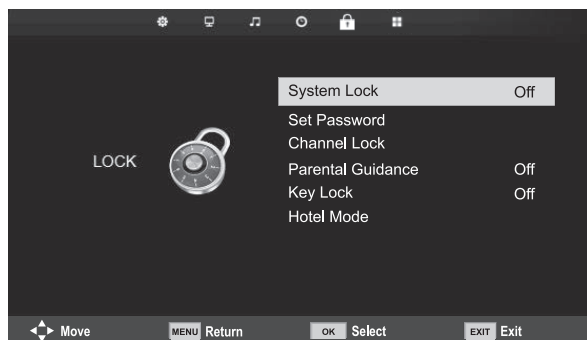 System Lock Off
Set Password
Channel Lock
LOCK
Parental Guidance Off
Key Lock Off
Hotel Mode
Move MENU Return OK Select EXIT Exit